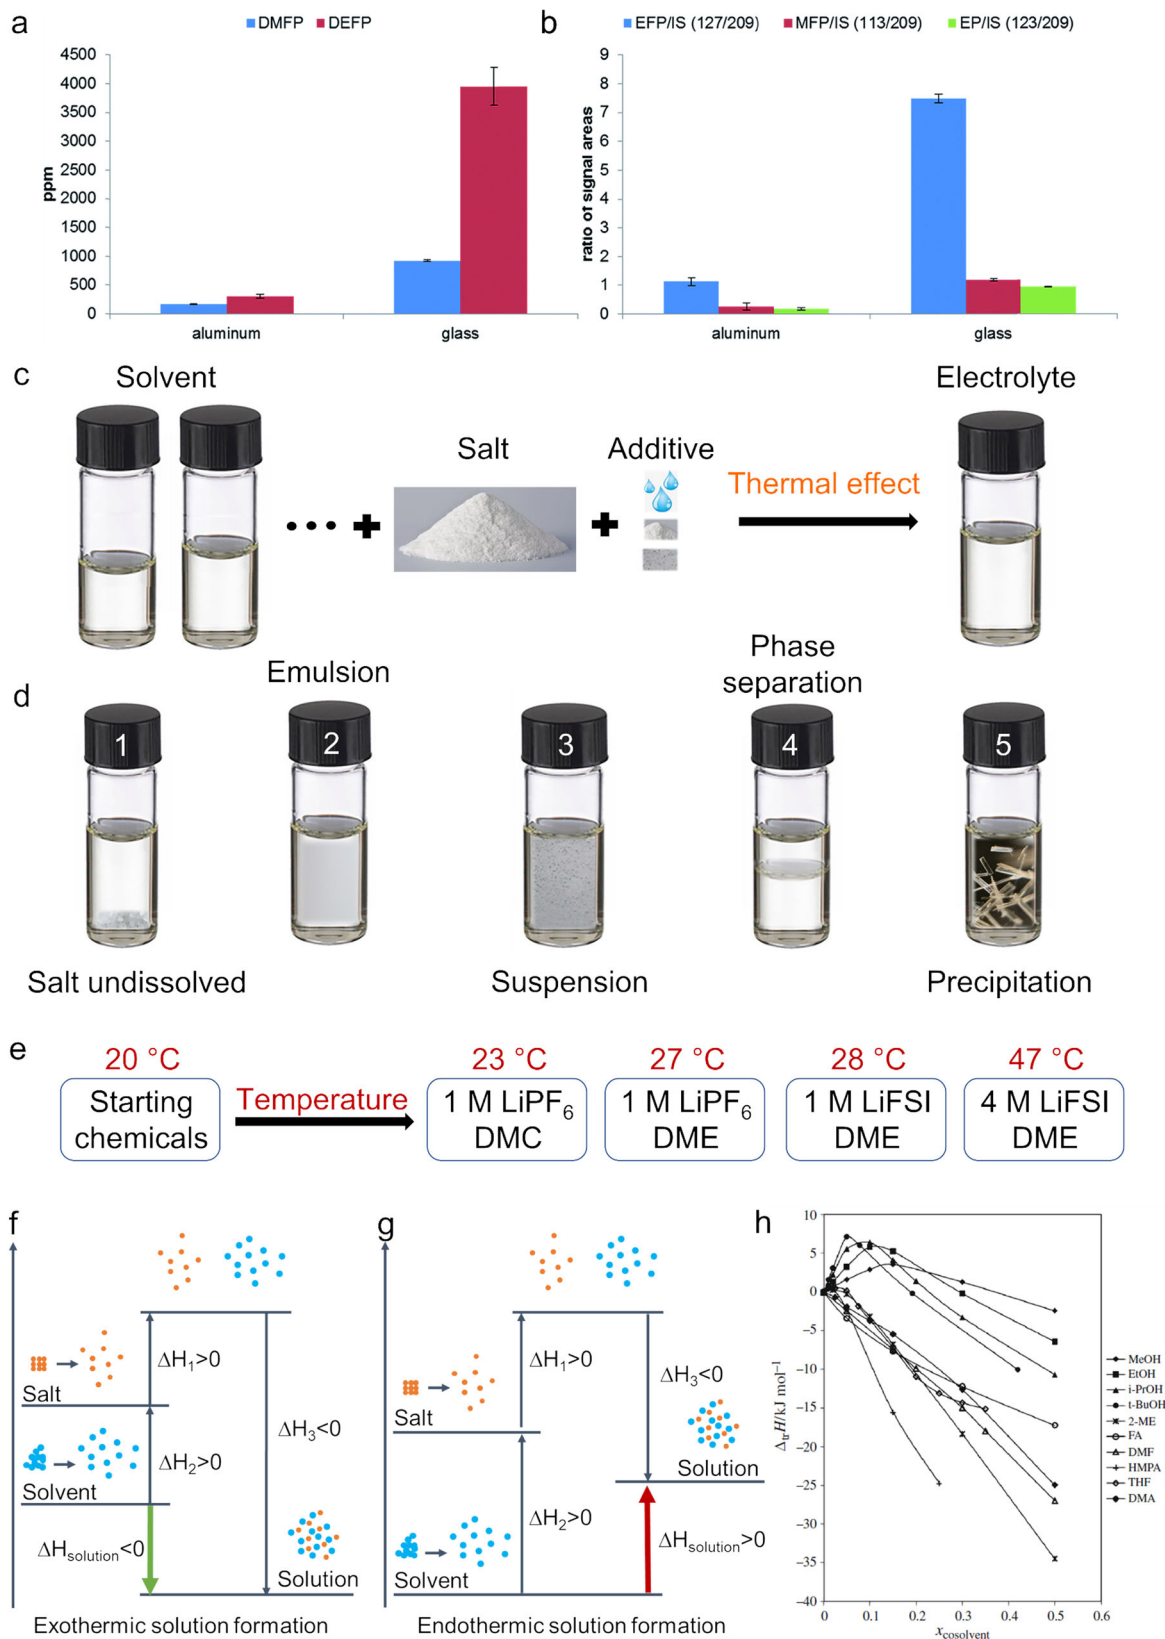 a
DMFP DEFP
4500
4000
3500
3000
2500
2000
1500
1000
500
0
ppm
aluminum glass
b
EFP/IS (127/209) MFP/IS (113/209) EP/IS (123/209)
9
8
7
6
5
4
3
2
1
0
ratio of signal areas
aluminum glass
c
Solvent
Salt
Additive
Thermal effect
Electrolyte
d
Emulsion
Phase
separation
1
2
3
4
5
Salt undissolved
Suspension
Precipitation
e
20 °C
Starting
chemicals
Temperature
23 °C
1 M LiPF6
DMC
27 °C
1 M LiPF6
DME
28 °C
1 M LiFSI
DME
47 °C
4 M LiFSI
DME
f
Salt
Solvent
ΔH1>0
ΔH2>0
ΔH3<0
ΔHsolution<0
Solution
Exothermic solution formation
g
Salt
Solvent
ΔH1>0
ΔH2>0
ΔH3<0
Solution
ΔHsolution>0
Endothermic solution formation
h
10
5
0
−5
−10
−15
−20
−25
−30
−35
−40
ΔtrH/kJ mol−1
0 0.1 0.2 0.3 0.4 0.5 0.6
xcosolvent
MeOH
EtOH
i-PrOH
t-BuOH
2-ME
FA
DMF
HMPA
THF
DMA